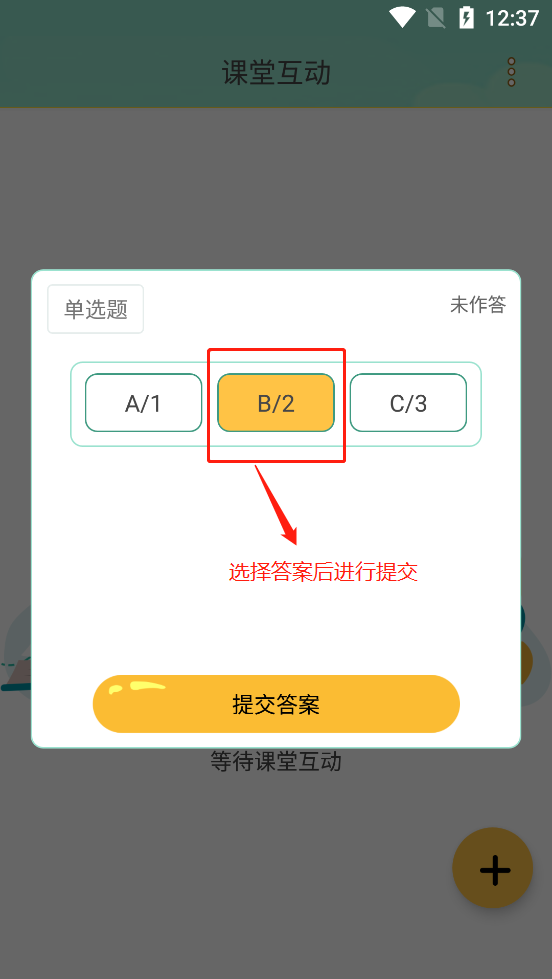 12:37
课堂互动
单选题
未作答
A/1
B/2
C/3
选择答案后进行提交
提交答案
等待课堂互动